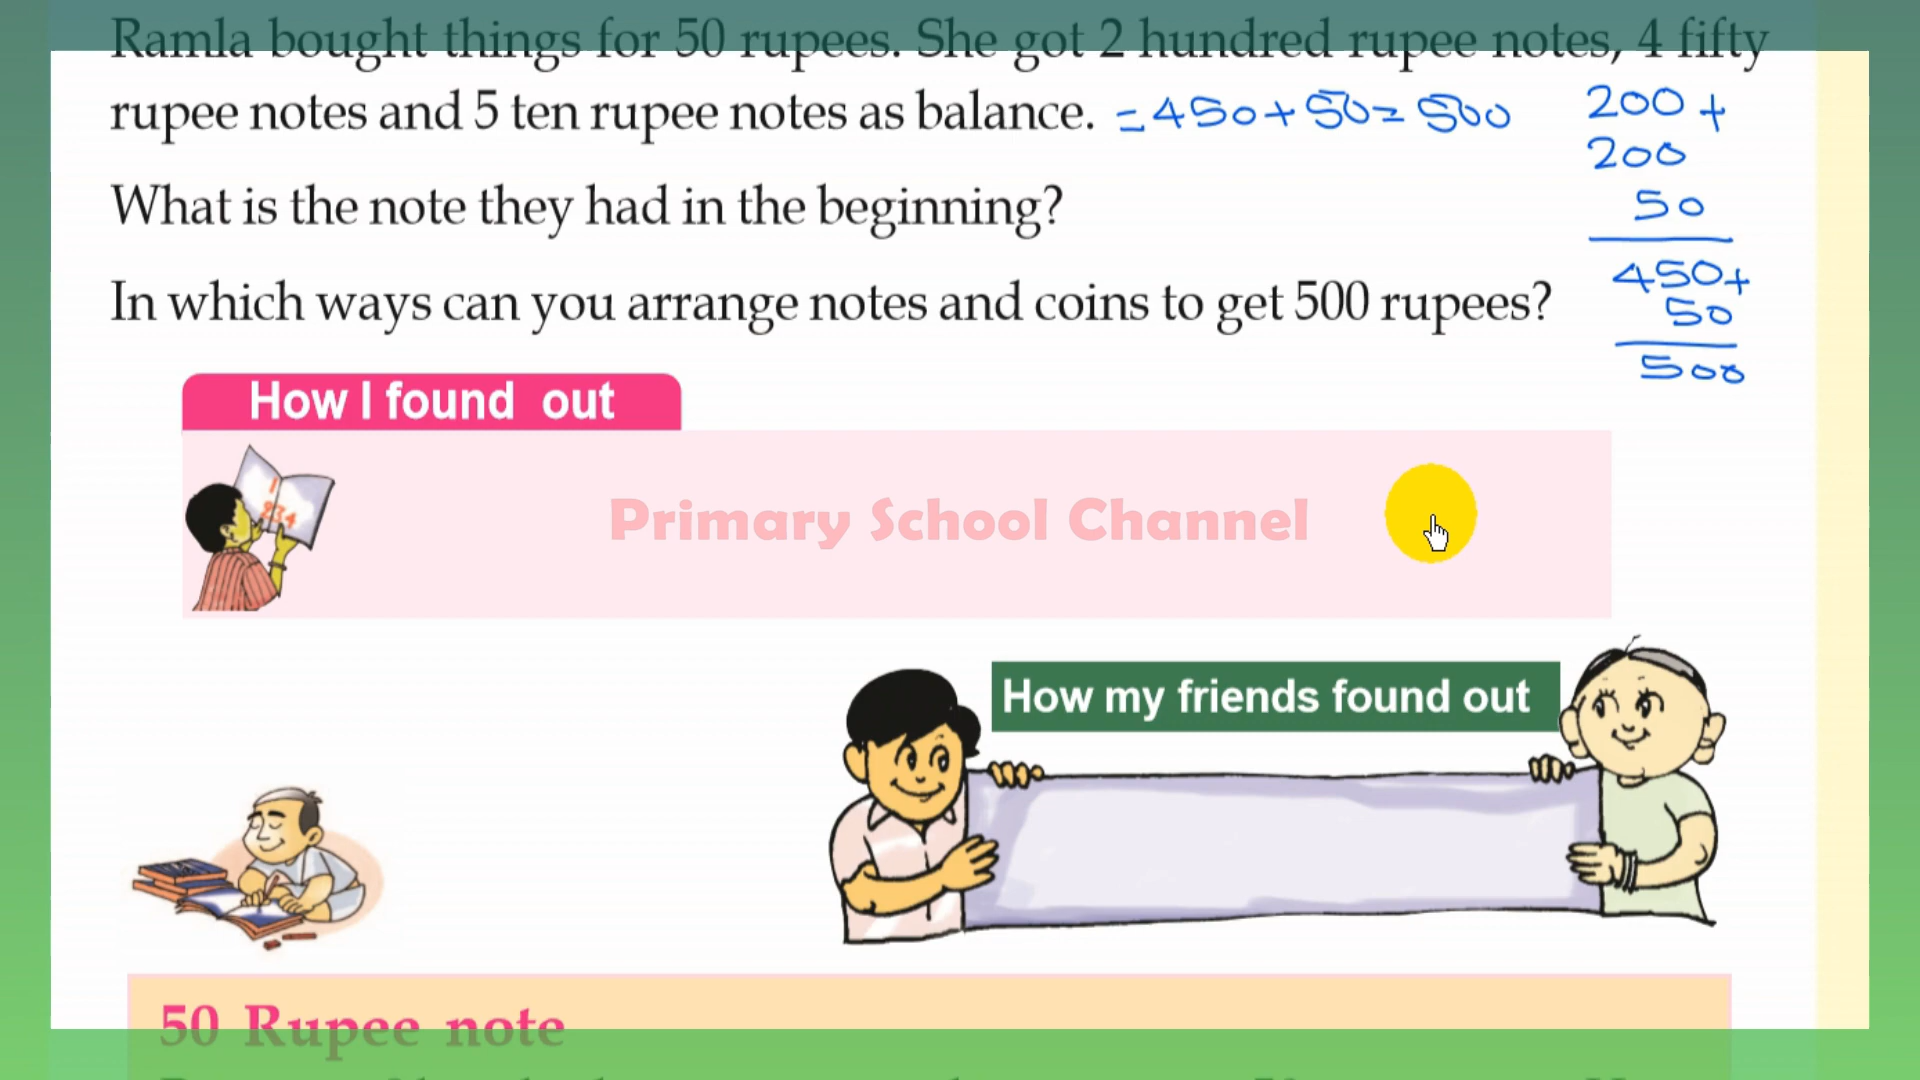 Ramla bought things for 50 rupees. She got 2 hundred rupee notes, 4 fifty
rupee notes and 5 ten rupee notes as balance. = 450 + 50 = 500
200 +
200
50
What is the note they had in the beginning?
450 +
50
500
In which ways can you arrange notes and coins to get 500 rupees?
How I found out
1
234
Primary School Channel
How my friends found out
50 Rupee note